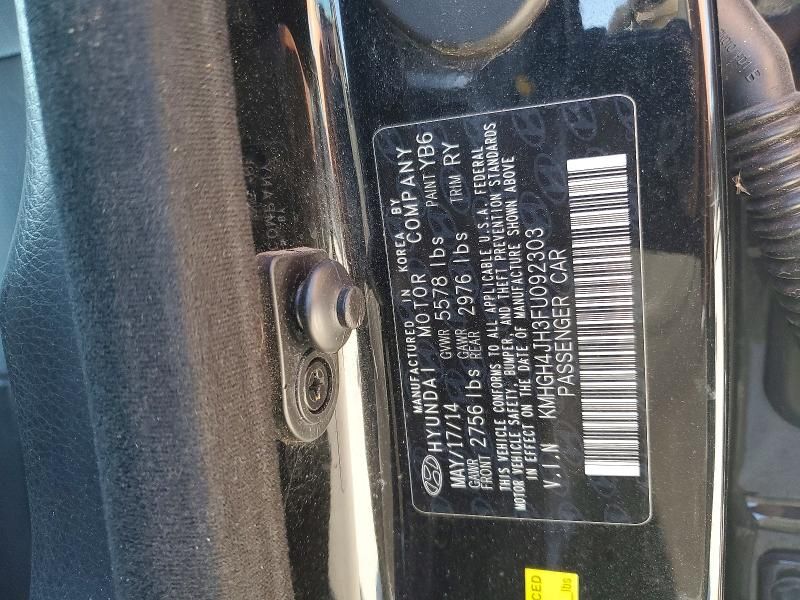 MANUFACTURED IN KOREA BY
HYUNDAI MOTOR COMPANY
MAY/17/14 GVWR 5578 lbs PAINT YB6
GAWR FRONT 2756 lbs GAWR REAR 2976 lbs TRIM RY
THIS VEHICLE CONFORMS TO ALL APPLICABLE U.S.A. FEDERAL
MOTOR VEHICLE SAFETY, BUMPER, AND THEFT PREVENTION STANDARDS
IN EFFECT ON THE DATE OF MANUFACTURE SHOWN ABOVE
V.I.N KMHGH4JH3FU092303
PASSENGER CAR
CED
lbs